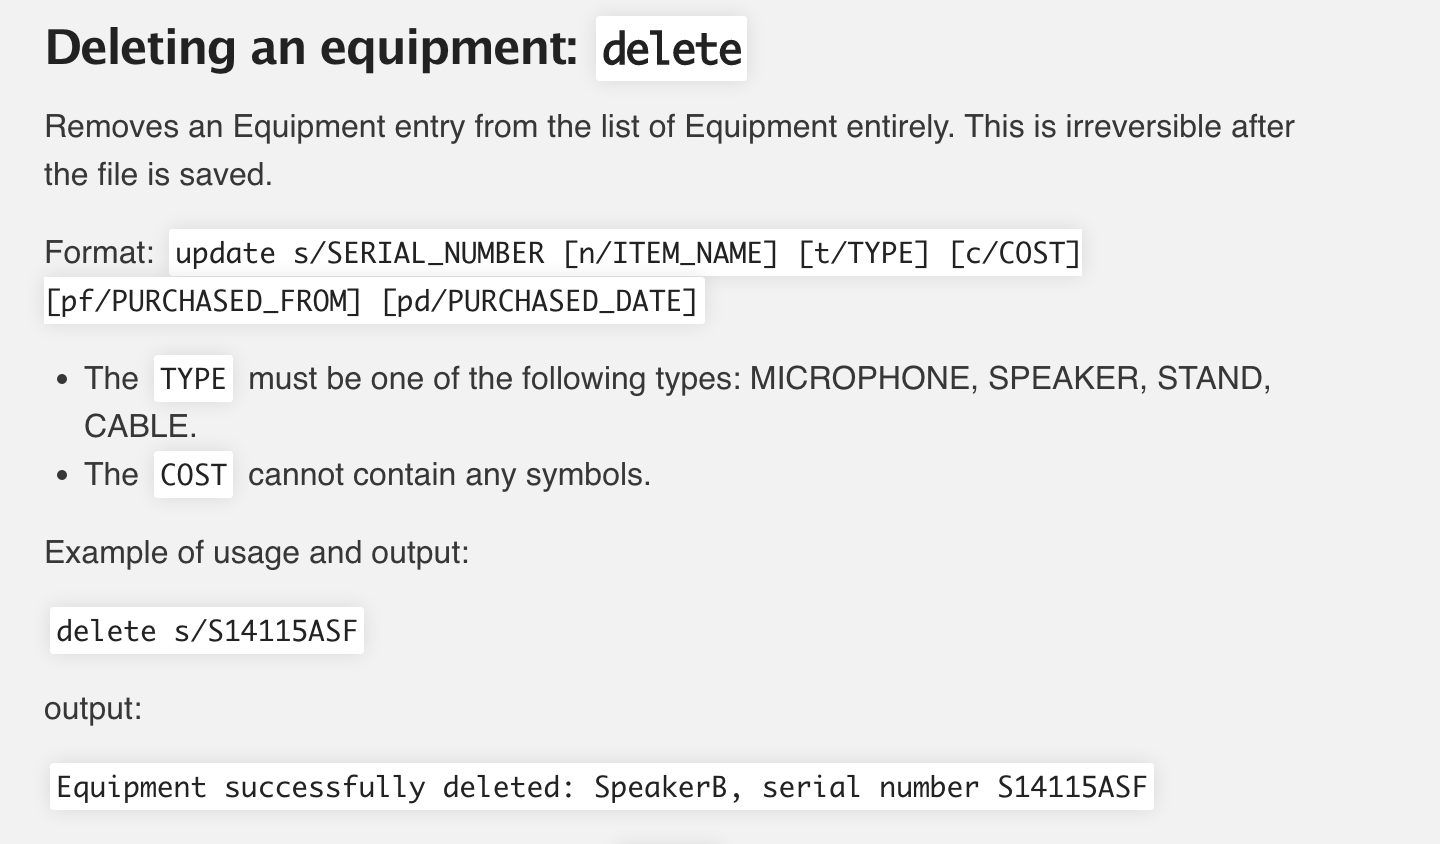 Deleting an equipment: delete
Removes an Equipment entry from the list of Equipment entirely. This is irreversible after
the file is saved.
Format: update s/SERIAL_NUMBER [n/ITEM_NAME] [t/TYPE] [c/COST]
[pf/PURCHASED_FROM] [pd/PURCHASED_DATE]
• The TYPE must be one of the following types: MICROPHONE, SPEAKER, STAND,
CABLE.
• The COST cannot contain any symbols.
Example of usage and output:
delete s/S14115ASF
output:
Equipment successfully deleted: SpeakerB, serial number S14115ASF